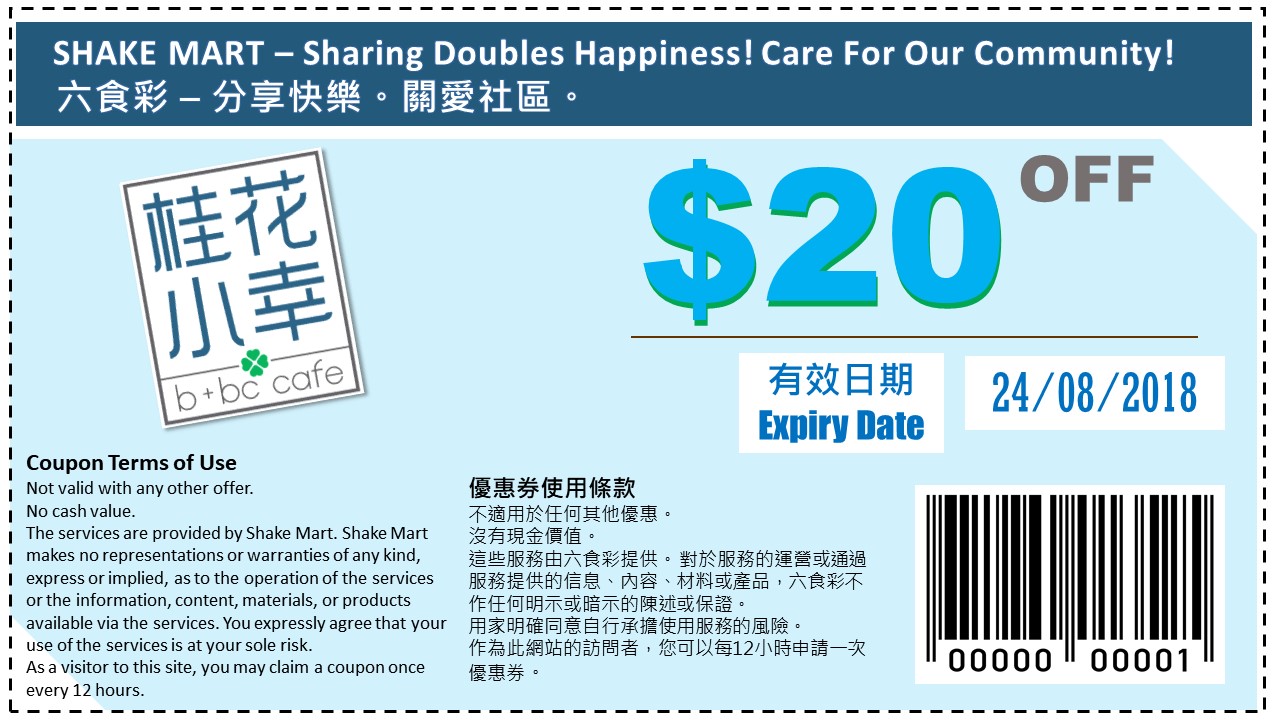 SHAKE MART – Sharing Doubles Happiness! Care For Our Community!
六食彩 – 分享快樂。關愛社區。
桂花
小幸
b+bc cafe
$20 OFF
有效日期
Expiry Date
24/08/2018
Coupon Terms of Use
Not valid with any other offer.
No cash value.
The services are provided by Shake Mart. Shake Mart
makes no representations or warranties of any kind,
express or implied, as to the operation of the services
or the information, content, materials, or products
available via the services. You expressly agree that your
use of the services is at your sole risk.
As a visitor to this site, you may claim a coupon once
every 12 hours.
優惠券使用條款
不適用於任何其他優惠。
沒有現金價值。
這些服務由六食彩提供。 對於服務的運營或通過
服務提供的信息、內容、材料或產品，六食彩不
作任何明示或暗示的陳述或保證。
用家明確同意自行承擔使用服務的風險。
作為此網站的訪問者，您可以每12小時申請一次
優惠券。
00000 00001